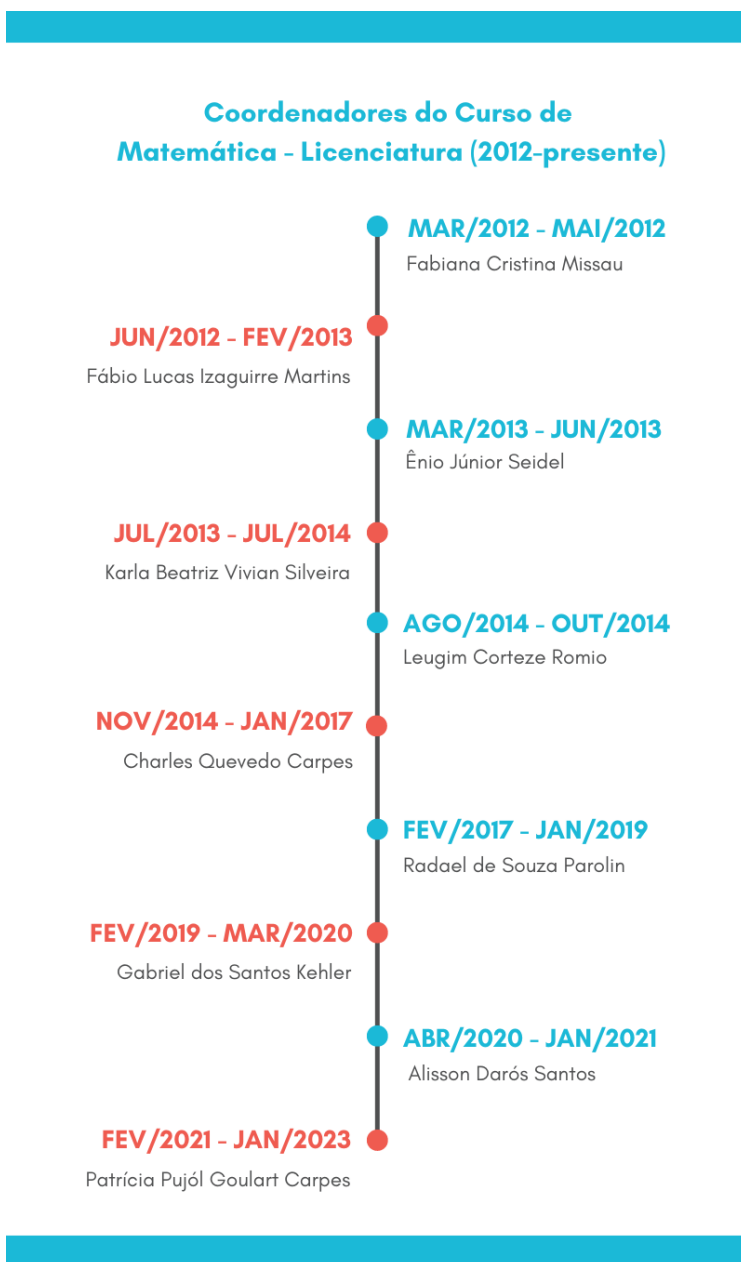 Coordenadores do Curso de
Matemática - Licenciatura (2012-presente)
MAR/2012 - MAI/2012
Fabiana Cristina Missau
JUN/2012 - FEV/2013
Fábio Lucas Izaguirre Martins
MAR/2013 - JUN/2013
Ênio Júnior Seidel
JUL/2013 - JUL/2014
Karla Beatriz Vivian Silveira
AGO/2014 - OUT/2014
Leugim Corteze Romio
NOV/2014 - JAN/2017
Charles Quevedo Carpes
FEV/2017 - JAN/2019
Radael de Souza Parolin
FEV/2019 - MAR/2020
Gabriel dos Santos Kehler
ABR/2020 - JAN/2021
Alisson Darós Santos
FEV/2021 - JAN/2023
Patrícia Pujól Goulart Carpes